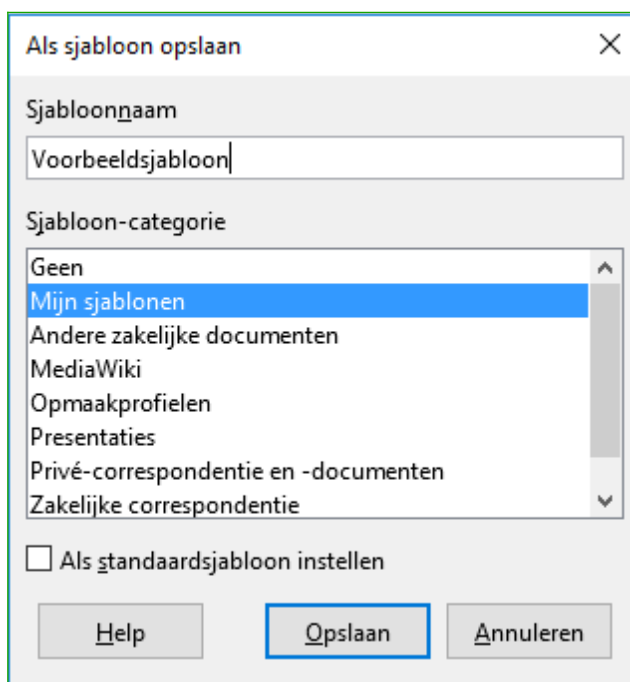 Als sjabloon opslaan
Sjabloonnaam
Voorbeeldsjabloon
Sjabloon-categorie
Geen
Mijn sjablonen
Andere zakelijke documenten
MediaWiki
Opmaakprofielen
Presentaties
Privé-correspondentie en -documenten
Zakelijke correspondentie
Als standaardsjabloon instellen
Help Opslaan Annuleren